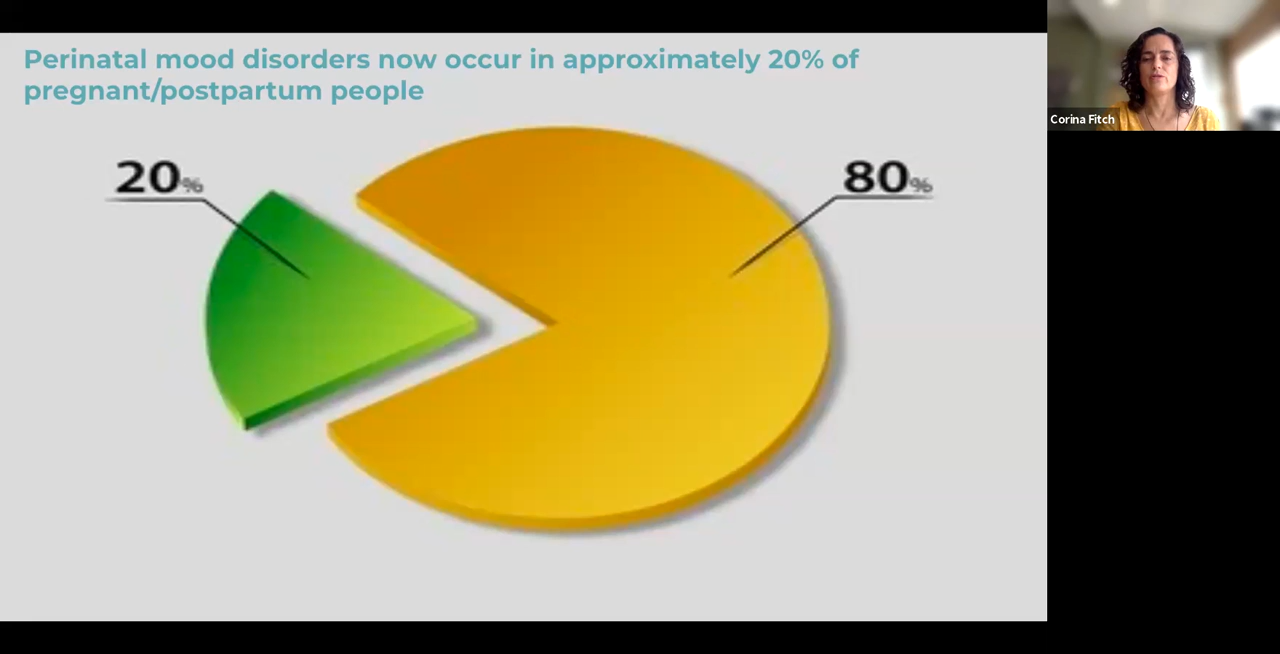 Perinatal mood disorders now occur in approximately 20% of
pregnant/postpartum people
20%
80%
Corina Fitch